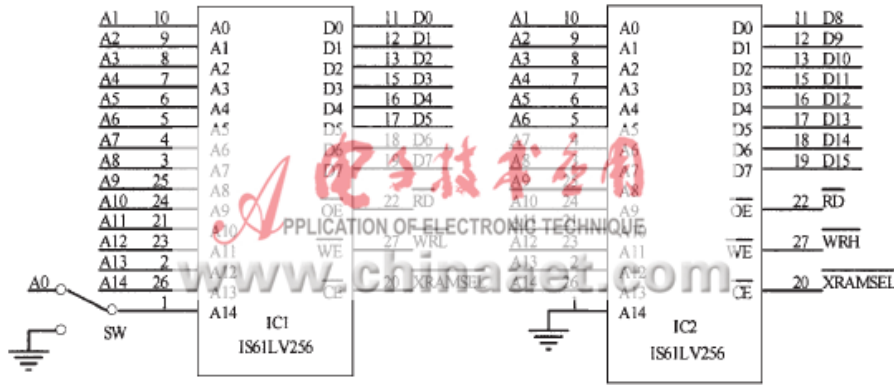 A1 10 A0 D0 11 D0
A2 9 A1 D1 12 D1
A3 8 A2 D2 13 D2
A4 7 A3 D3 15 D3
A5 6 A4 D4 16 D4
A6 5 A5 D5 17 D5
A7 4 A6 D6 18 D6
A8 3 A7 D7 19 D7
A9 25 A8
A10 24 A9 OE 22 RD
A11 21 A10
A12 23 A11 WE 27 WRL
A13 2 A12
A14 26 A13 CE 20 XRAMSEL
A0 1 A14
SW
IC1
IS61LV256
A1 10 A0 D0 11 D8
A2 9 A1 D1 12 D9
A3 8 A2 D2 13 D10
A4 7 A3 D3 15 D11
A5 6 A4 D4 16 D12
A6 5 A5 D5 17 D13
A7 4 A6 D6 18 D14
A8 3 A7 D7 19 D15
A9 25 A8
A10 24 A9 OE 22 RD
A11 21 A10
A12 23 A11 WE 27 WRH
A13 2 A12
A14 26 A13 CE 20 XRAMSEL
1 A14
IC2
IS61LV256
电子技术应用
APPLICATION OF ELECTRONIC TECHNIQUE
www.chinaaet.com